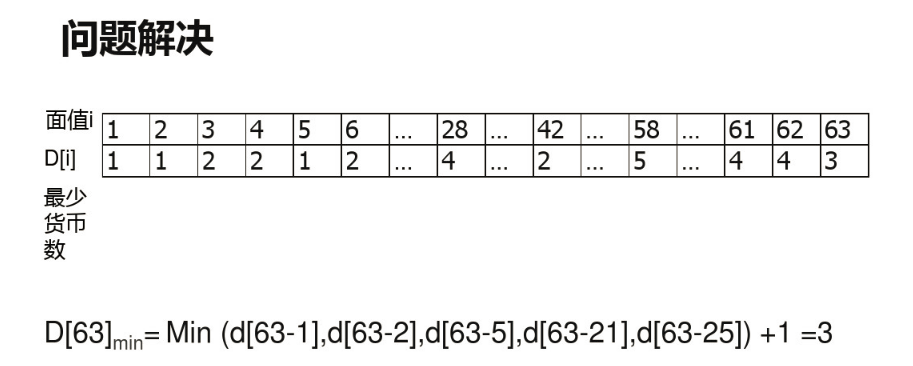 问题解决
面值i 1 2 3 4 5 6 ... 28 ... 42 ... 58 ... 61 62 63
D[i] 1 1 2 2 1 2 ... 4 ... 2 ... 5 ... 4 4 3
最少
货币
数
D[63]min= Min (d[63-1],d[63-2],d[63-5],d[63-21],d[63-25]) +1 =3